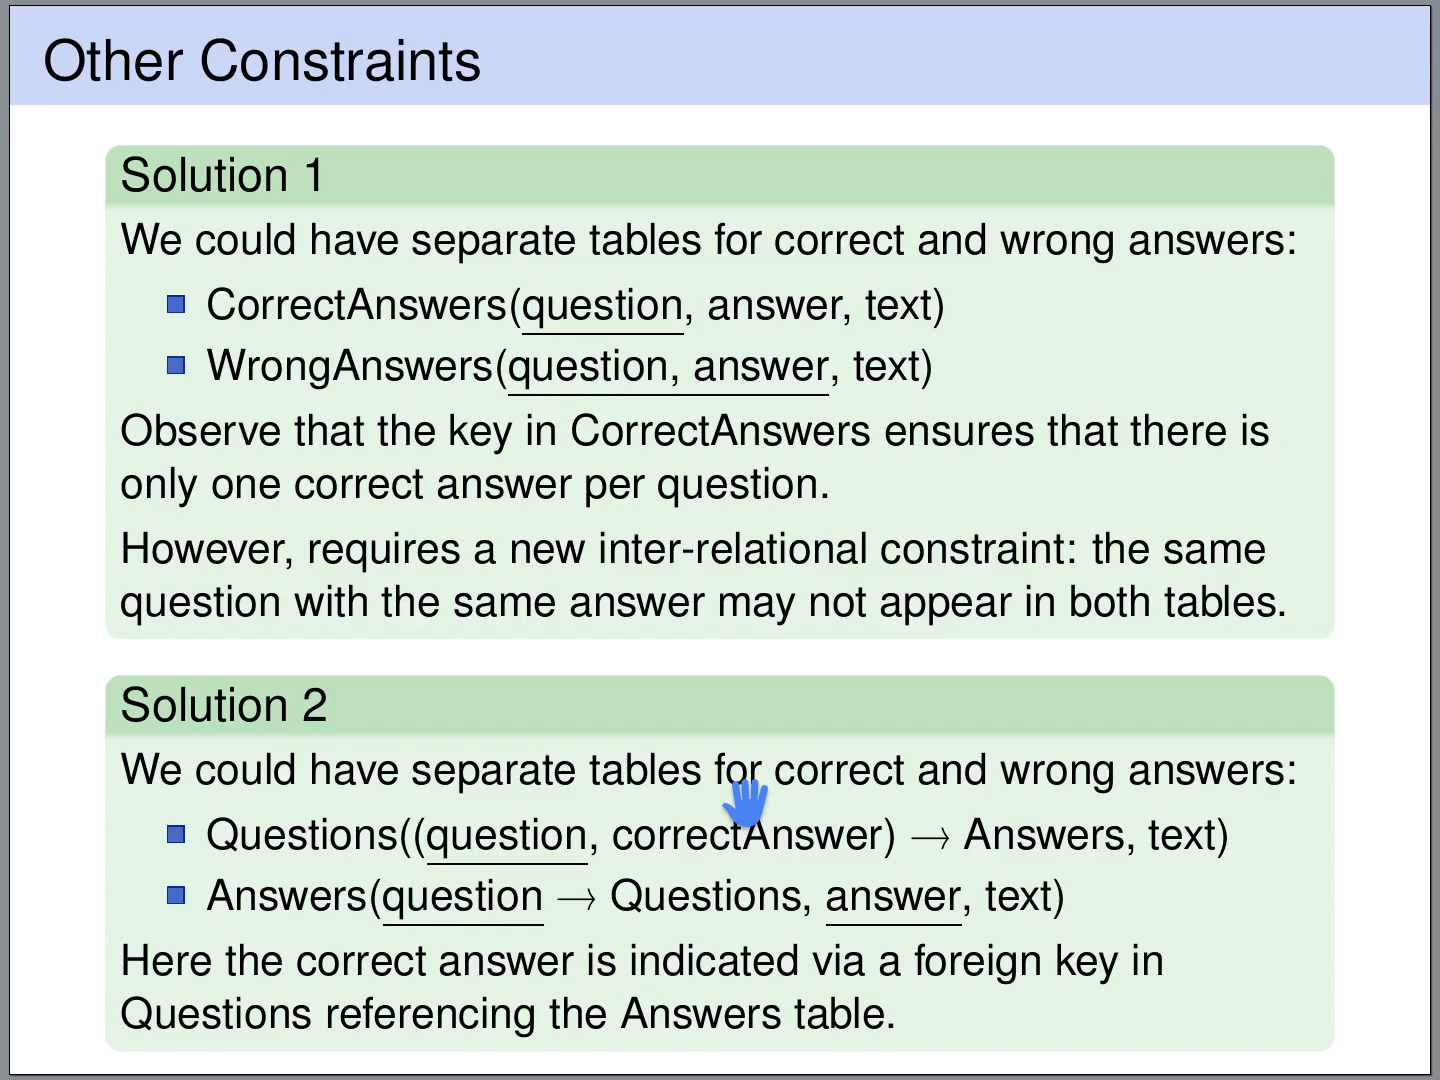 Other Constraints
Solution 1
We could have separate tables for correct and wrong answers:
CorrectAnswers(question, answer, text)
WrongAnswers(question, answer, text)
Observe that the key in CorrectAnswers ensures that there is
only one correct answer per question.
However, requires a new inter-relational constraint: the same
question with the same answer may not appear in both tables.
Solution 2
We could have separate tables for correct and wrong answers:
Questions((question, correctAnswer) → Answers, text)
Answers(question → Questions, answer, text)
Here the correct answer is indicated via a foreign key in
Questions referencing the Answers table.